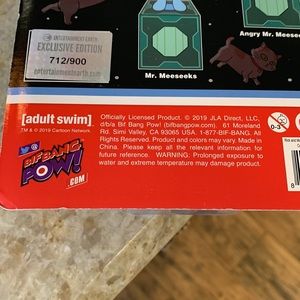 ENTERTAINMENT EARTH
EXCLUSIVE EDITION
712/900
entertainmentearth.com
Mr. Meeseeks
Angry Mr. Meeseeks
[adult swim]
TM & © 2019 Cartoon Network.
BIF BANG
POW!
.COM
Officially Licensed Product. © 2019 JLA Direct, LLC,
d/b/a Bif Bang Pow! (bifbangpow.com), 61 Moreland
Rd. Simi Valley, CA 93065 USA. 1-877-BIF-BANG. All
Rights Reserved. Product and colors may vary. Made in
China. Please keep all the relevant information for
future reference. WARNING: Prolonged exposure to
water and extreme temperature may damage product.
0-3